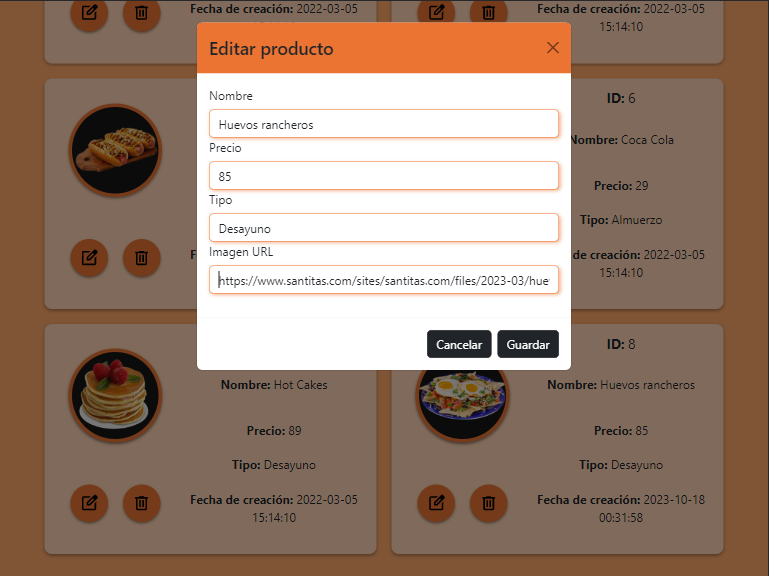 Fecha de creación: 2022-03-05
15:14:10
Fecha de creación: 2022-03-05
15:14:10
Editar producto
Nombre
Huevos rancheros
Precio
85
Tipo
Desayuno
Imagen URL
https://www.santitas.com/sites/santitas.com/files/2023-03/hue
Cancelar
Guardar
F
ID: 6
Nombre: Coca Cola
Precio: 29
Tipo: Almuerzo
de creación: 2022-03-05
15:14:10
Nombre: Hot Cakes
Precio: 89
Tipo: Desayuno
Fecha de creación: 2022-03-05
15:14:10
ID: 8
Nombre: Huevos rancheros
Precio: 85
Tipo: Desayuno
Fecha de creación: 2023-10-18
00:31:58